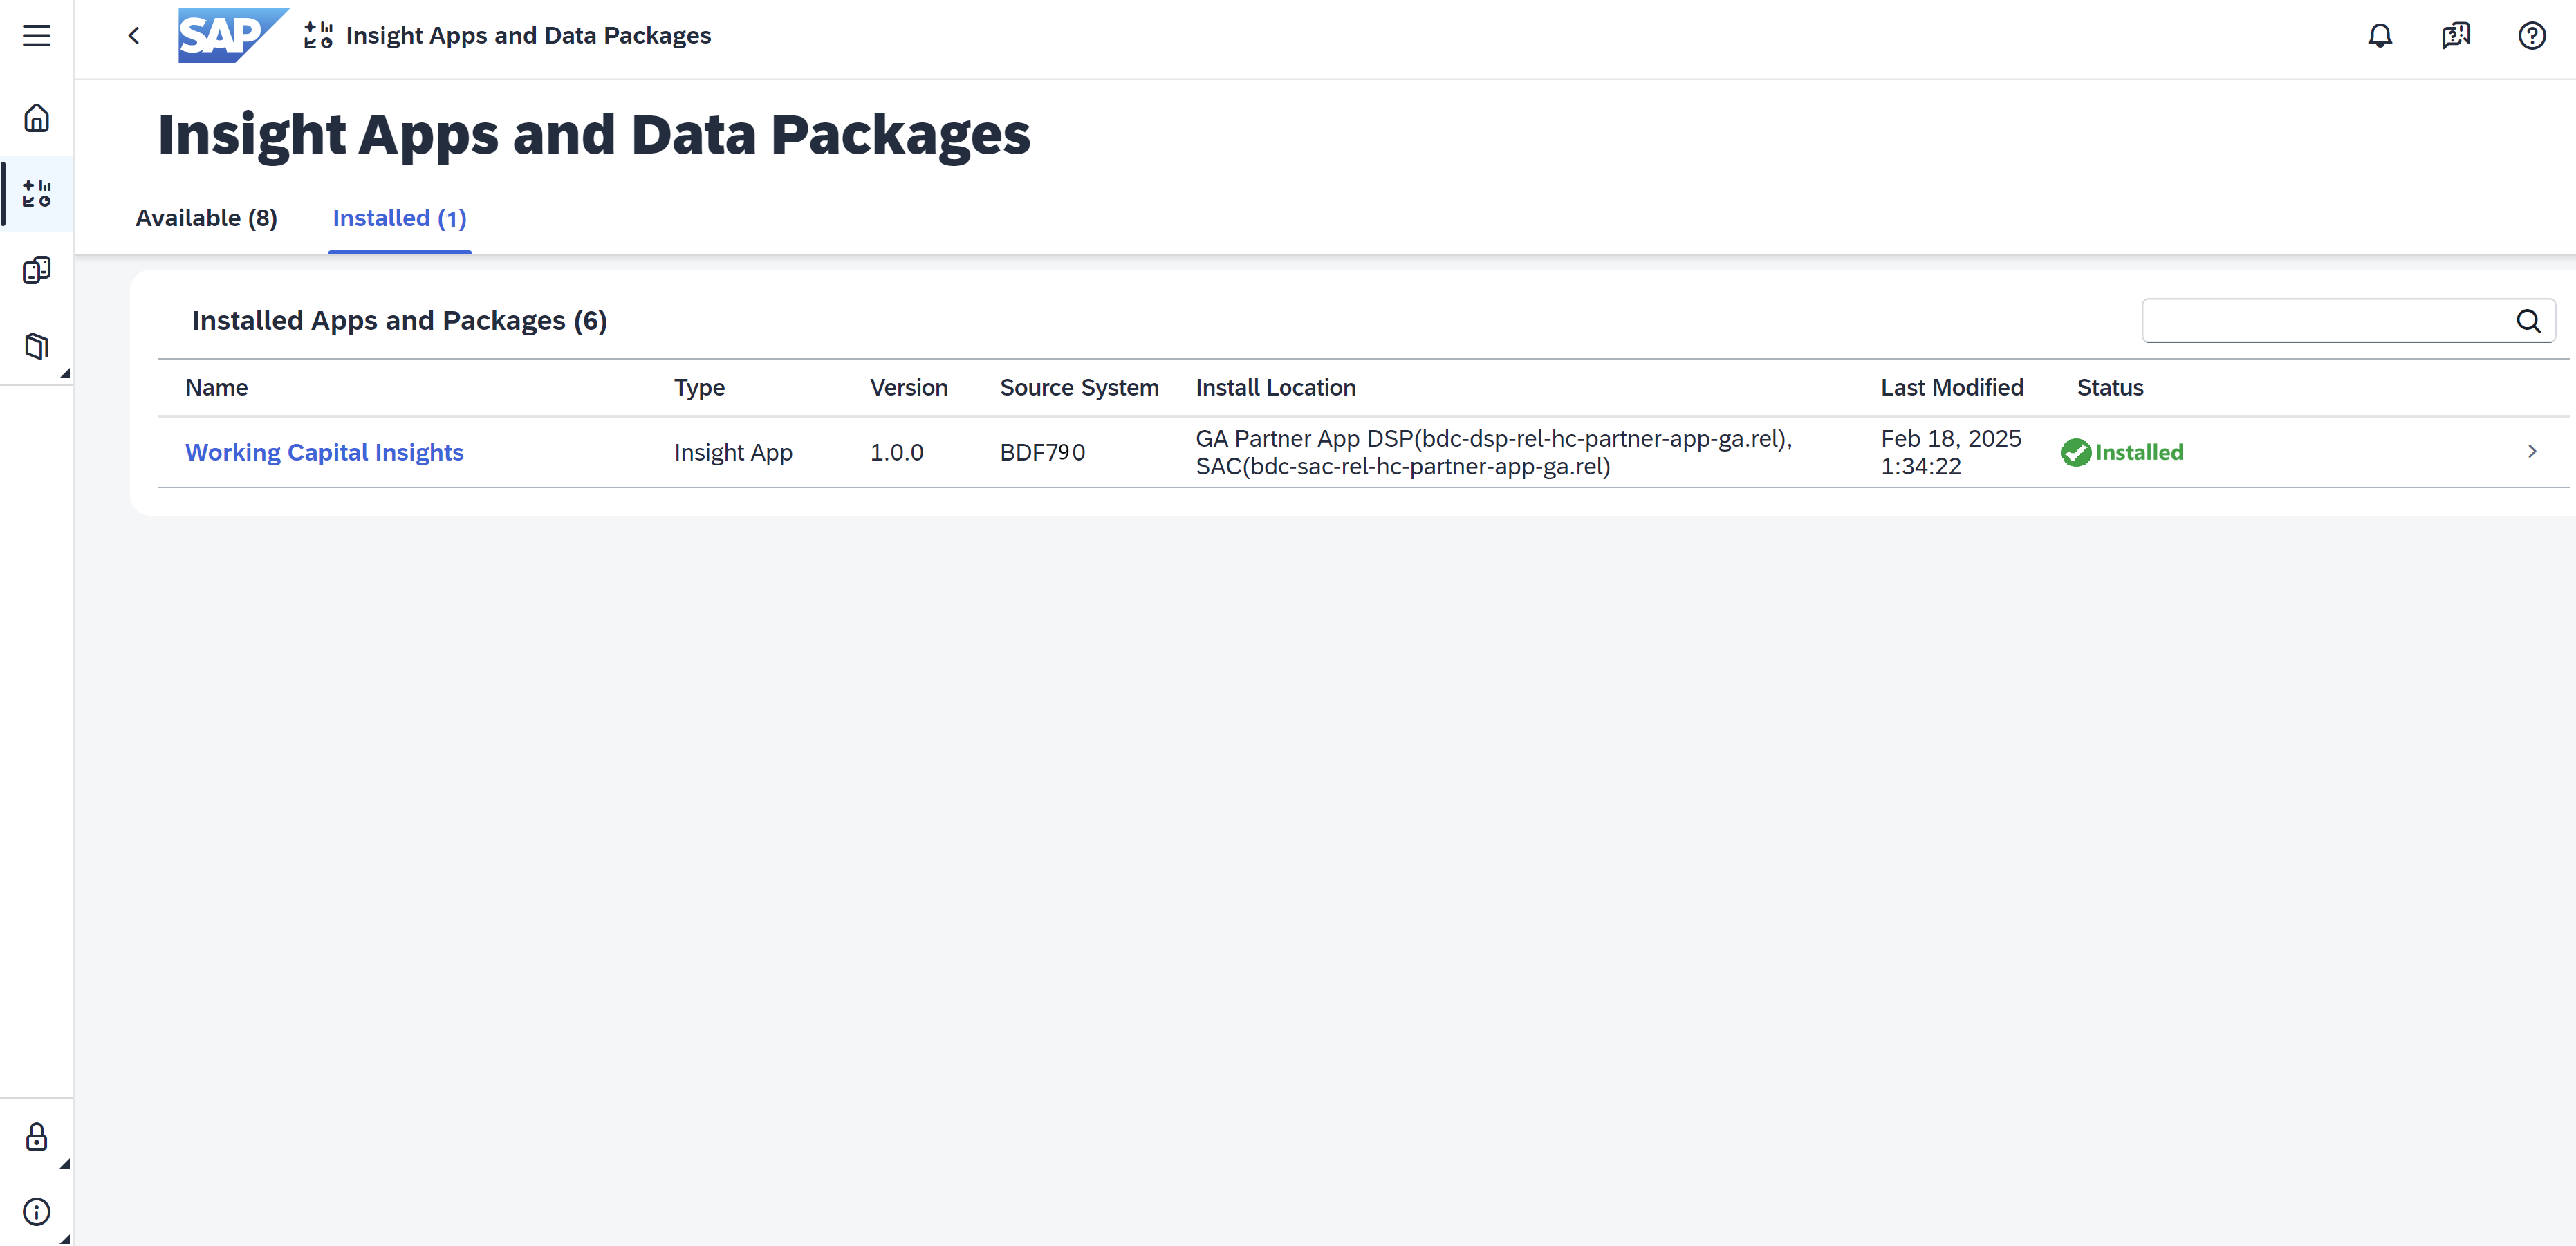 SAP Insight Apps and Data Packages
Insight Apps and Data Packages
Available (8) Installed (1)
Installed Apps and Packages (6)
Name Type Version Source System Install Location Last Modified Status
Working Capital Insights Insight App 1.0.0 BDF790 GA Partner App DSP(bdc-dsp-rel-hc-partner-app-ga.rel), Feb 18, 2025 Installed
SAC(bdc-sac-rel-hc-partner-app-ga.rel) 1:34:22